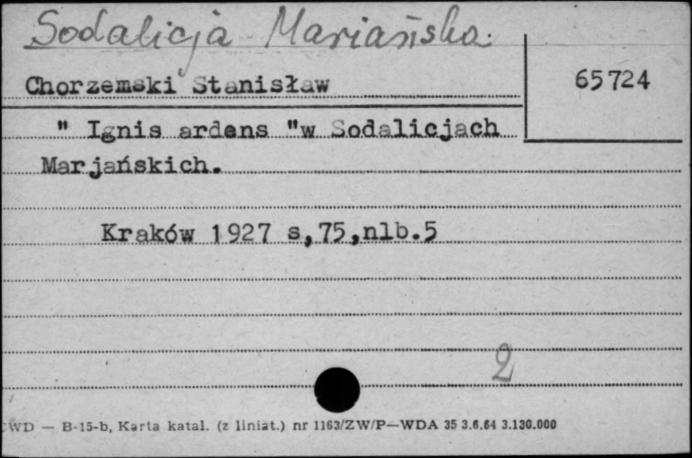 Sodalicja Mariańska.
Chorzemski Stanisław
65724
" Ignis ardens "w Sodalicjach
Marjańskich.
Kraków 1927 s,75,nlb.5
2
CWD — B-15-b, Karta katal. (z liniat.) nr 1163/ZW/P—WDA 35 3.6.64 3.130.000